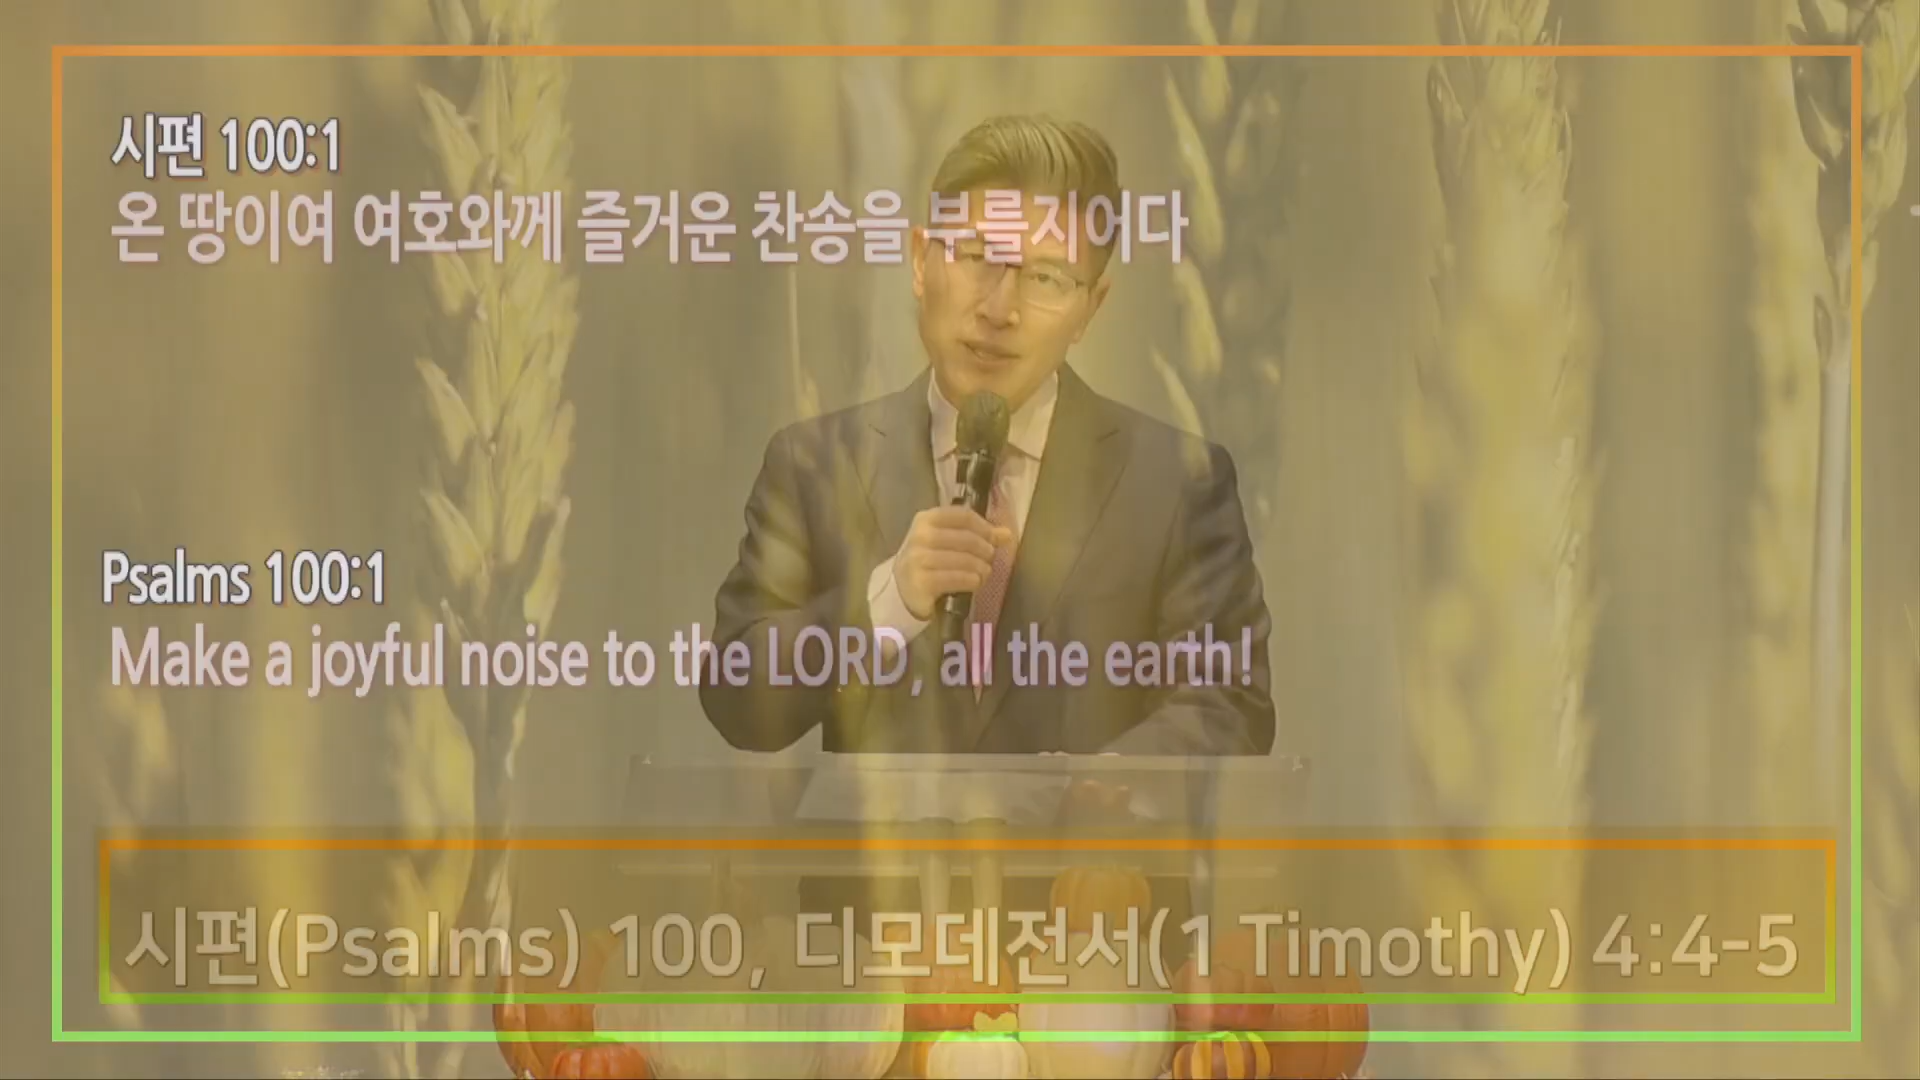 시편 100:1
온 땅이여 여호와께 즐거운 찬송을 부를지어다
Psalms 100:1
Make a joyful noise to the LORD, all the earth!
시편(Psalms) 100, 디모데전서(1 Timothy) 4:4-5